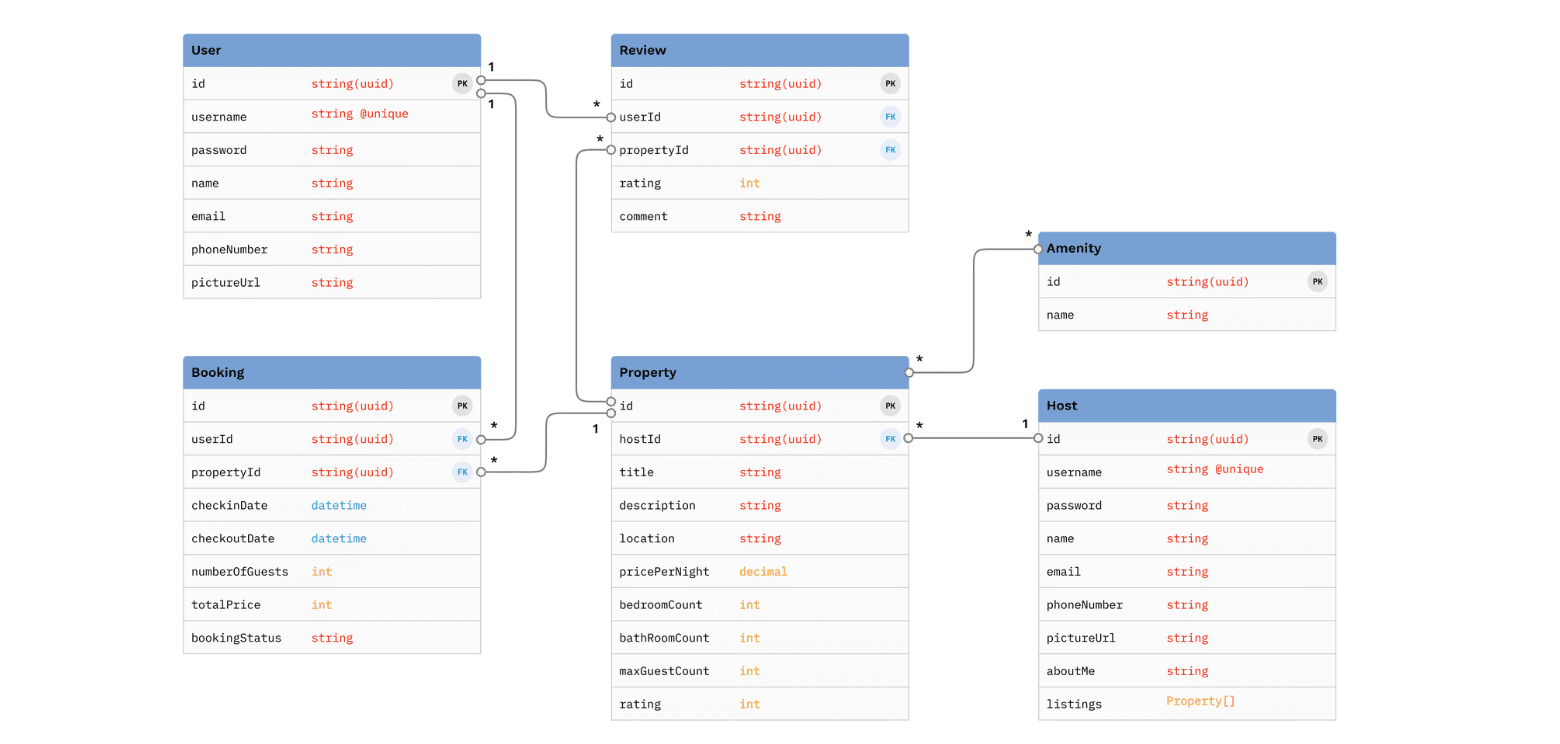 User
id string(uuid) PK
username string @unique
password string
name string
email string
phoneNumber string
pictureUrl string
1
1
Review
id string(uuid) PK
* userId string(uuid) FK
* propertyId string(uuid) FK
rating int
comment string
* Amenity
id string(uuid) PK
name string
Booking
id string(uuid) PK
userId string(uuid) FK *
propertyId string(uuid) FK *
checkinDate datetime
checkoutDate datetime
numberOfGuests int
totalPrice int
bookingStatus string
Property *
id string(uuid) PK
1
hostId string(uuid) FK *
title string
description string
location string
pricePerNight decimal
bedroomCount int
bathRoomCount int
maxGuestCount int
rating int
Host
1
id string(uuid) PK
username string @unique
password string
name string
email string
phoneNumber string
pictureUrl string
aboutMe string
listings Property[]